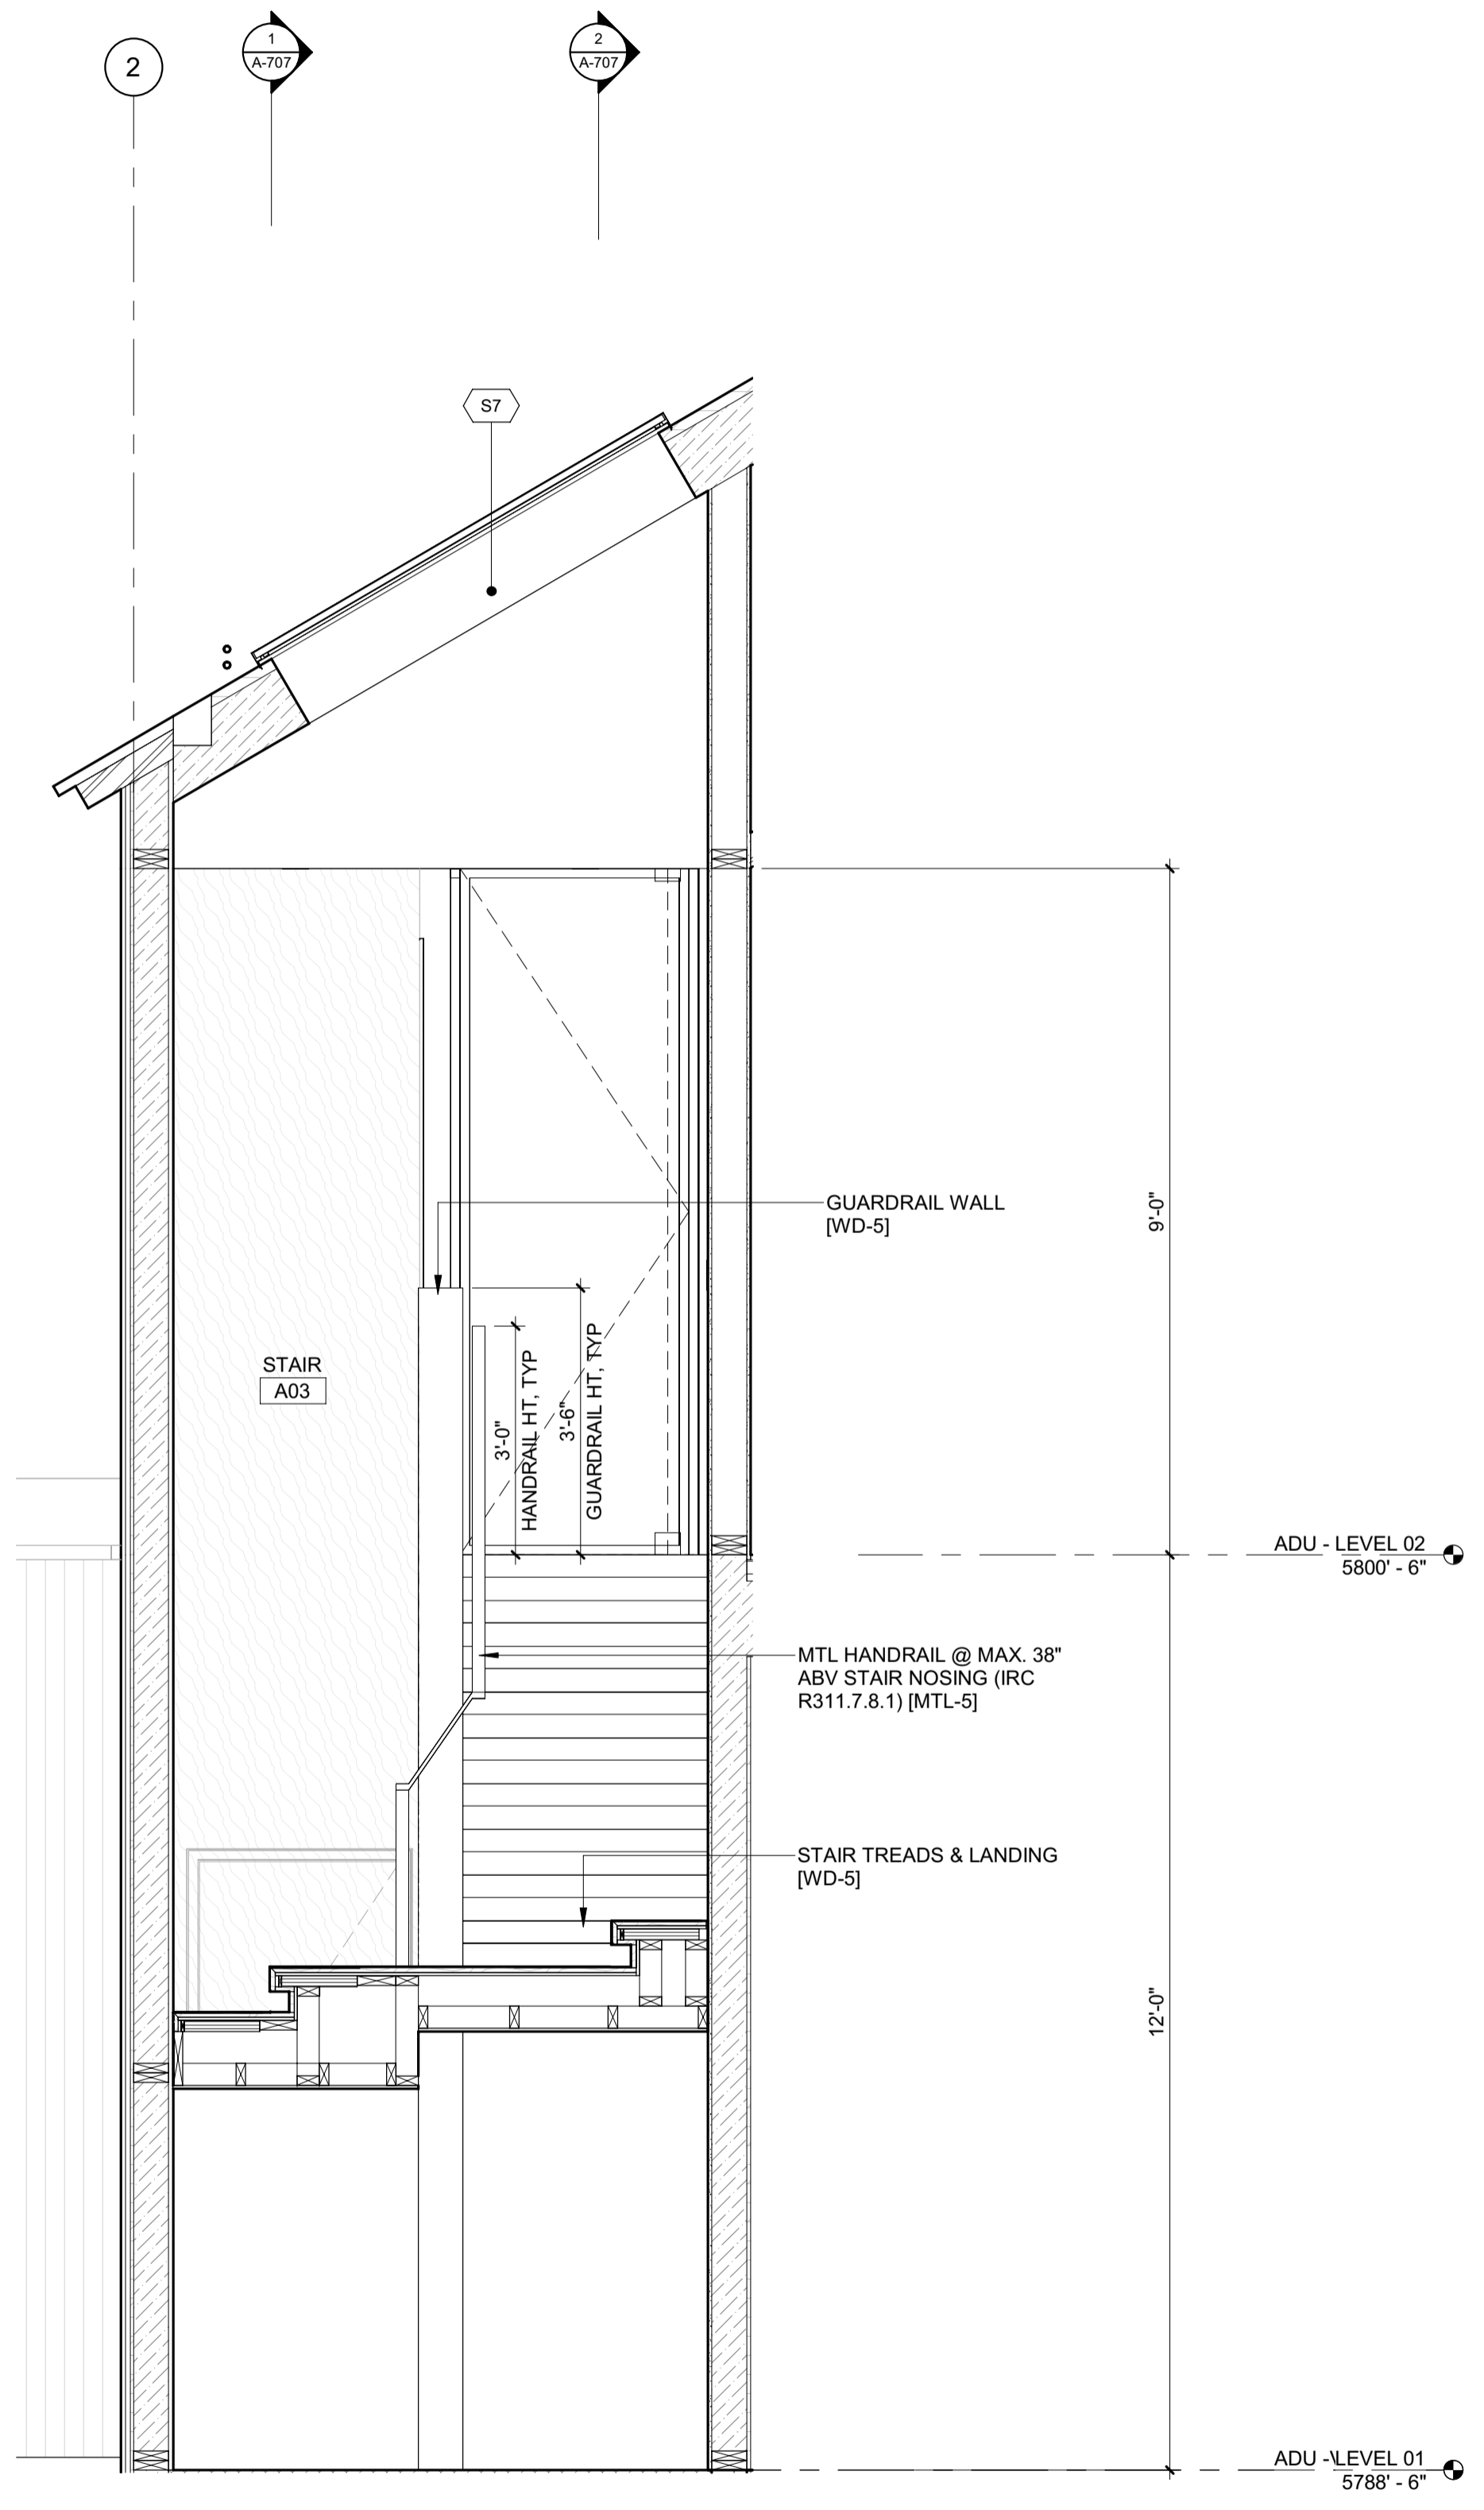 2
1
A-707
2
A-707
S7
GUARDRAIL WALL
[WD-5]
9'-0"
STAIR
A03
3'-0"
HANDRAIL HT, TYP
3'-6"
GUARDRAIL HT, TYP
ADU - LEVEL 02
5800' - 6"
MTL HANDRAIL @ MAX. 38"
ABV STAIR NOSING (IRC
R311.7.8.1) [MTL-5]
STAIR TREADS & LANDING
[WD-5]
12'-0"
ADU - LEVEL 01
5788' - 6"